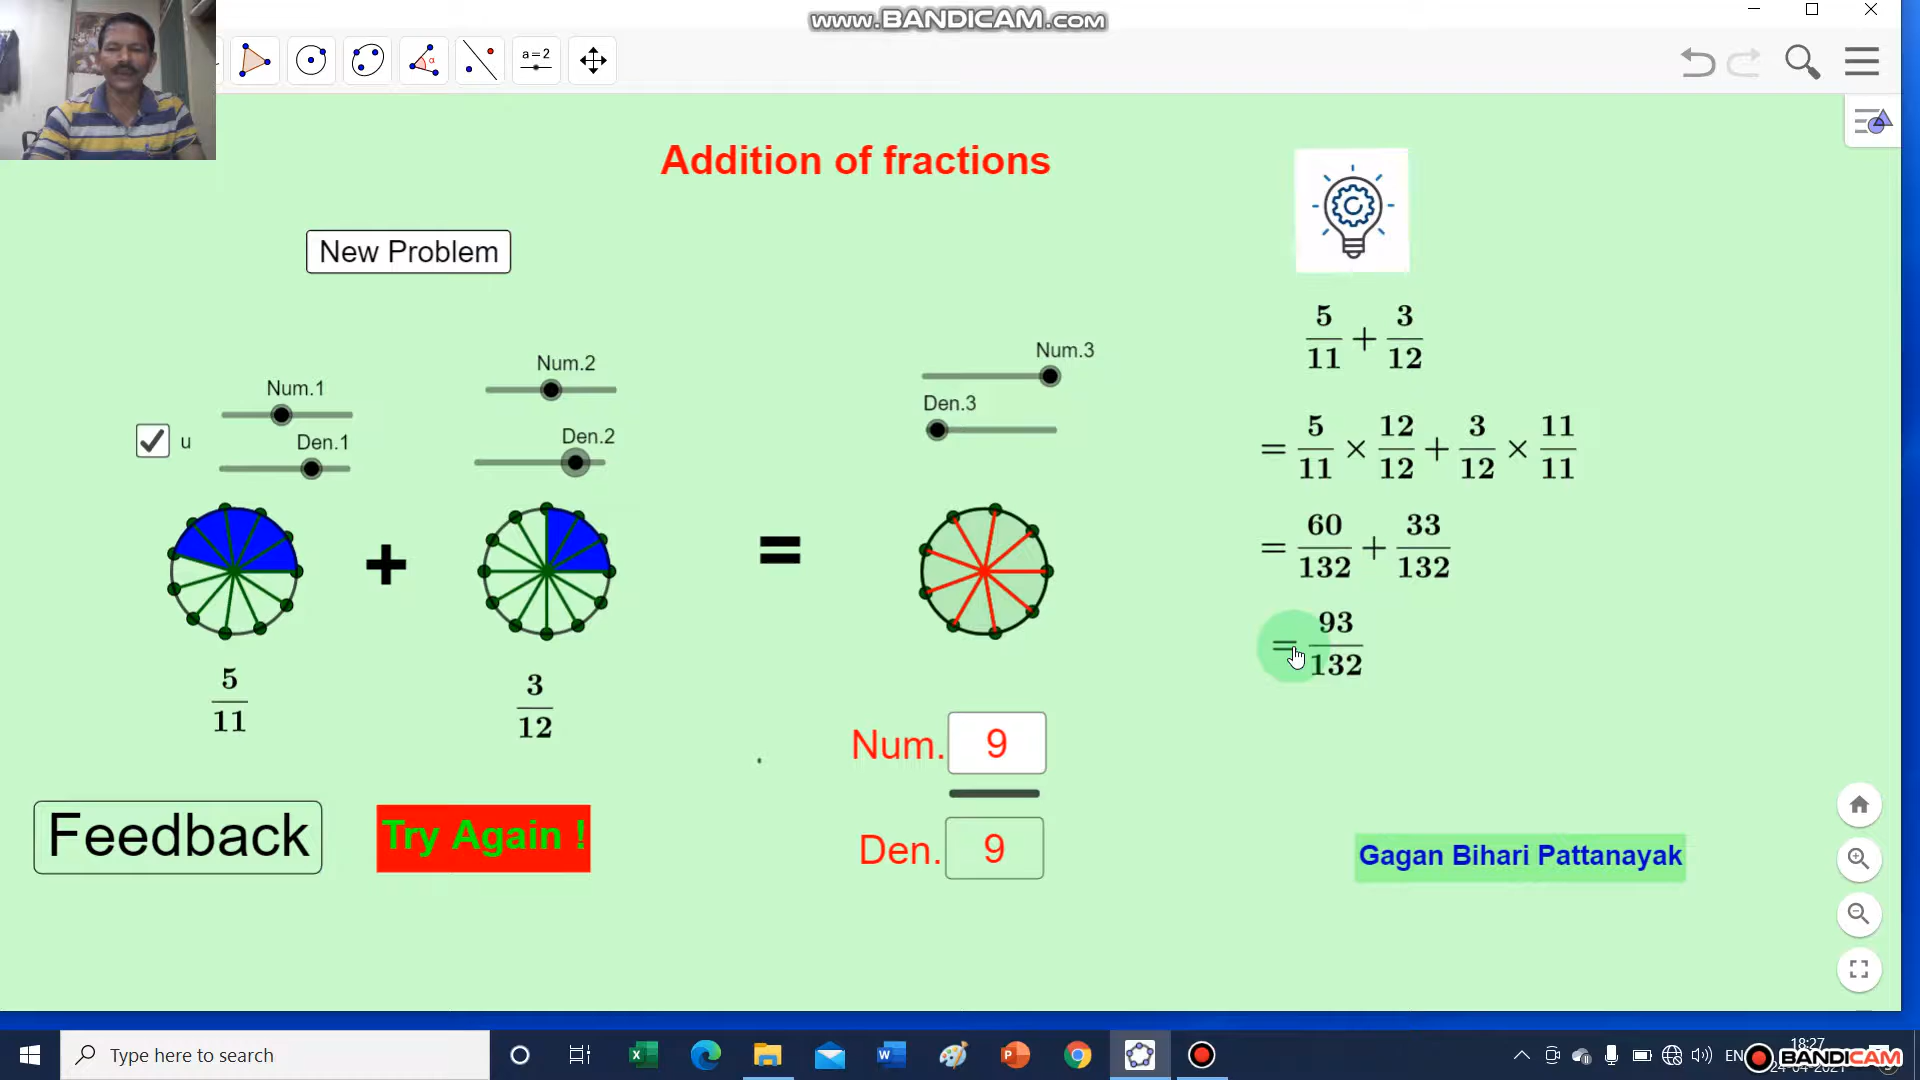 www.BANDICAM.com
a=2
α
Addition of fractions
New Problem
Num.1
Den.1
u
Num.2
Den.2
Num.3
Den.3
5/11 + 3/12
= 5/11 × 12/12 + 3/12 × 11/11
= 60/132 + 33/132
= 93/132
+
=
5/11
3/12
Num. 9
Den. 9
Feedback
Try Again !
Gagan Bihari Pattanayak
Type here to search
18:27
EN
BANDICAM